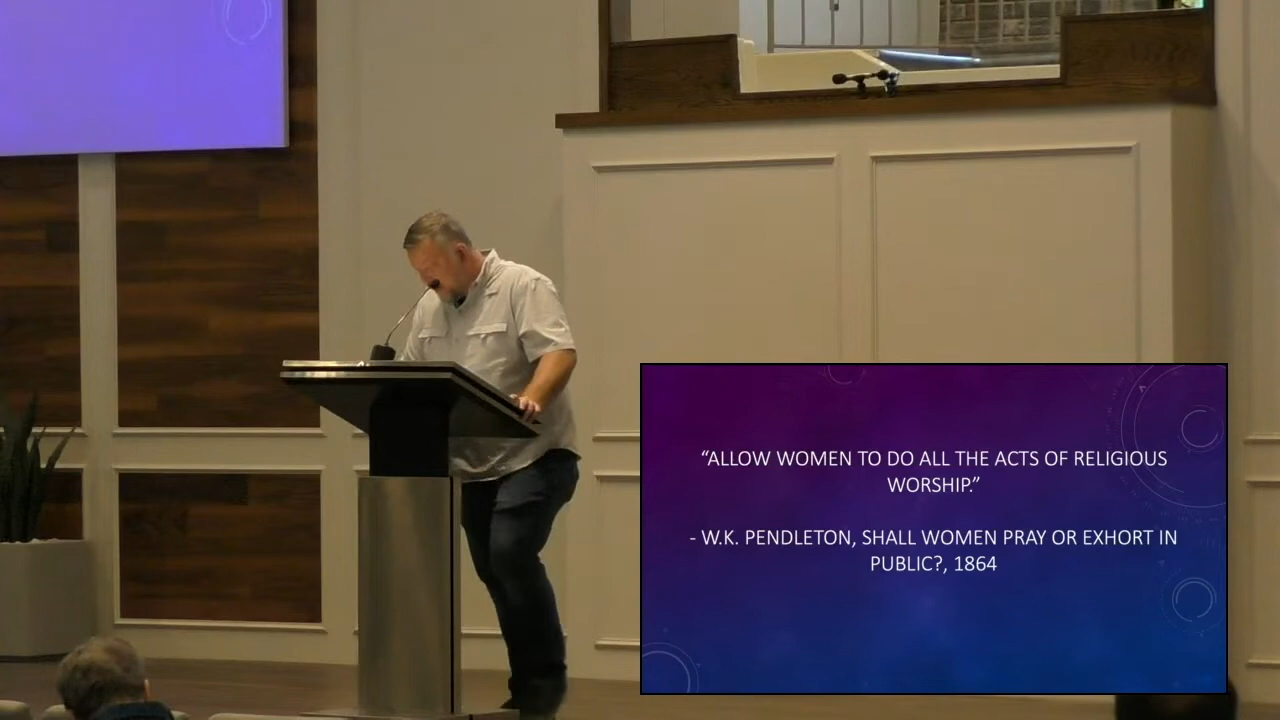 “ALLOW WOMEN TO DO ALL THE ACTS OF RELIGIOUS
WORSHIP.”
- W.K. PENDLETON, SHALL WOMEN PRAY OR EXHORT IN
PUBLIC?, 1864